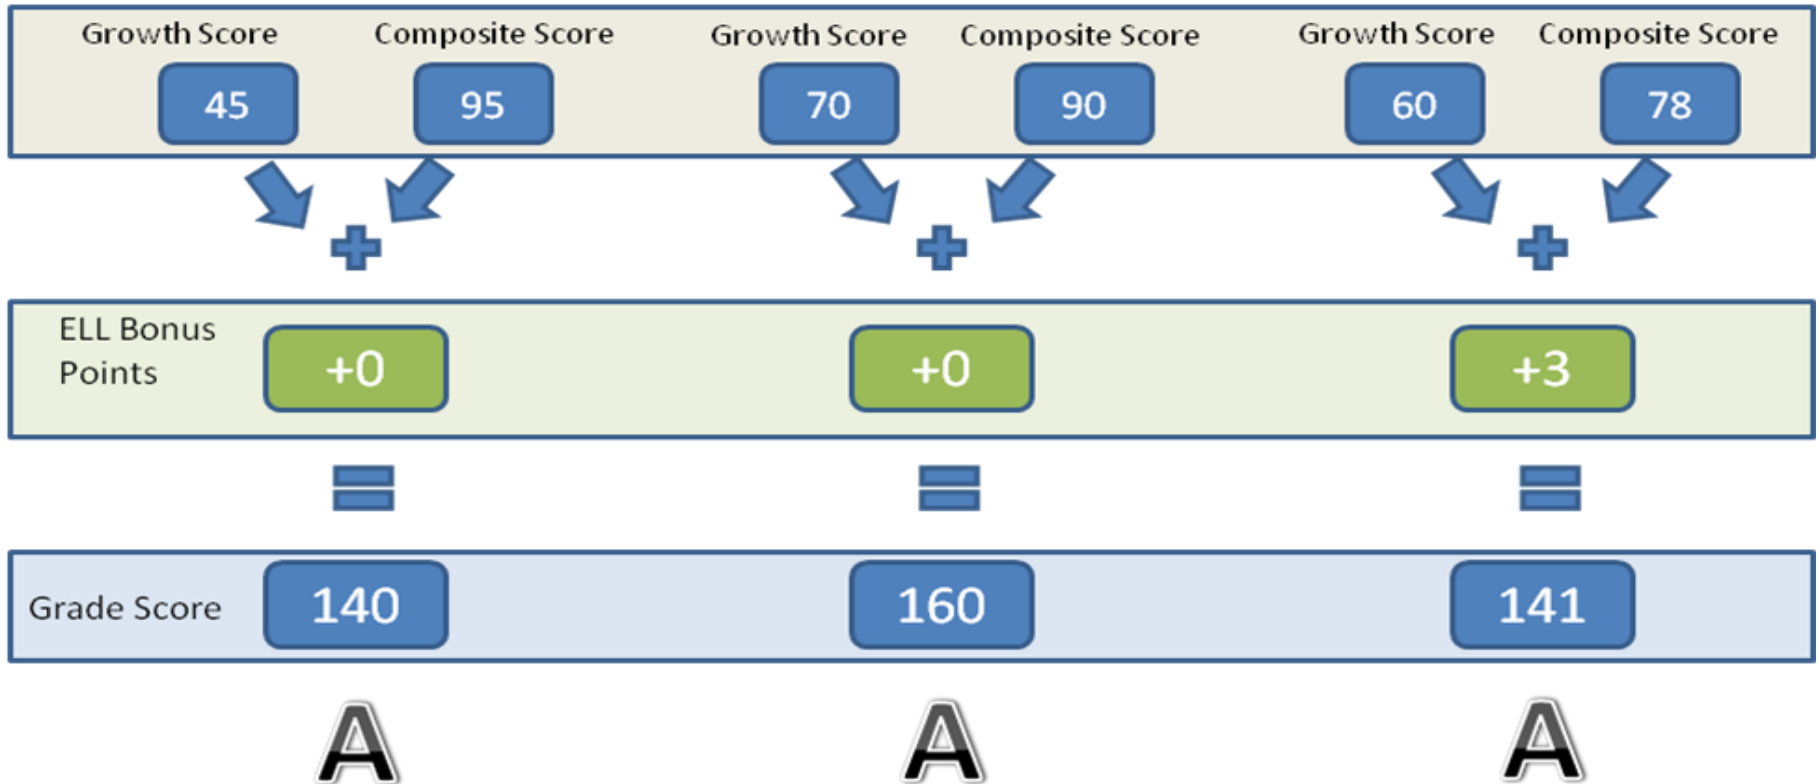 Growth Score Composite Score Growth Score Composite Score Growth Score Composite Score
45 95 70 90 60 78
ELL Bonus
Points
+0 +0 +3
Grade Score 140 160 141
A A A